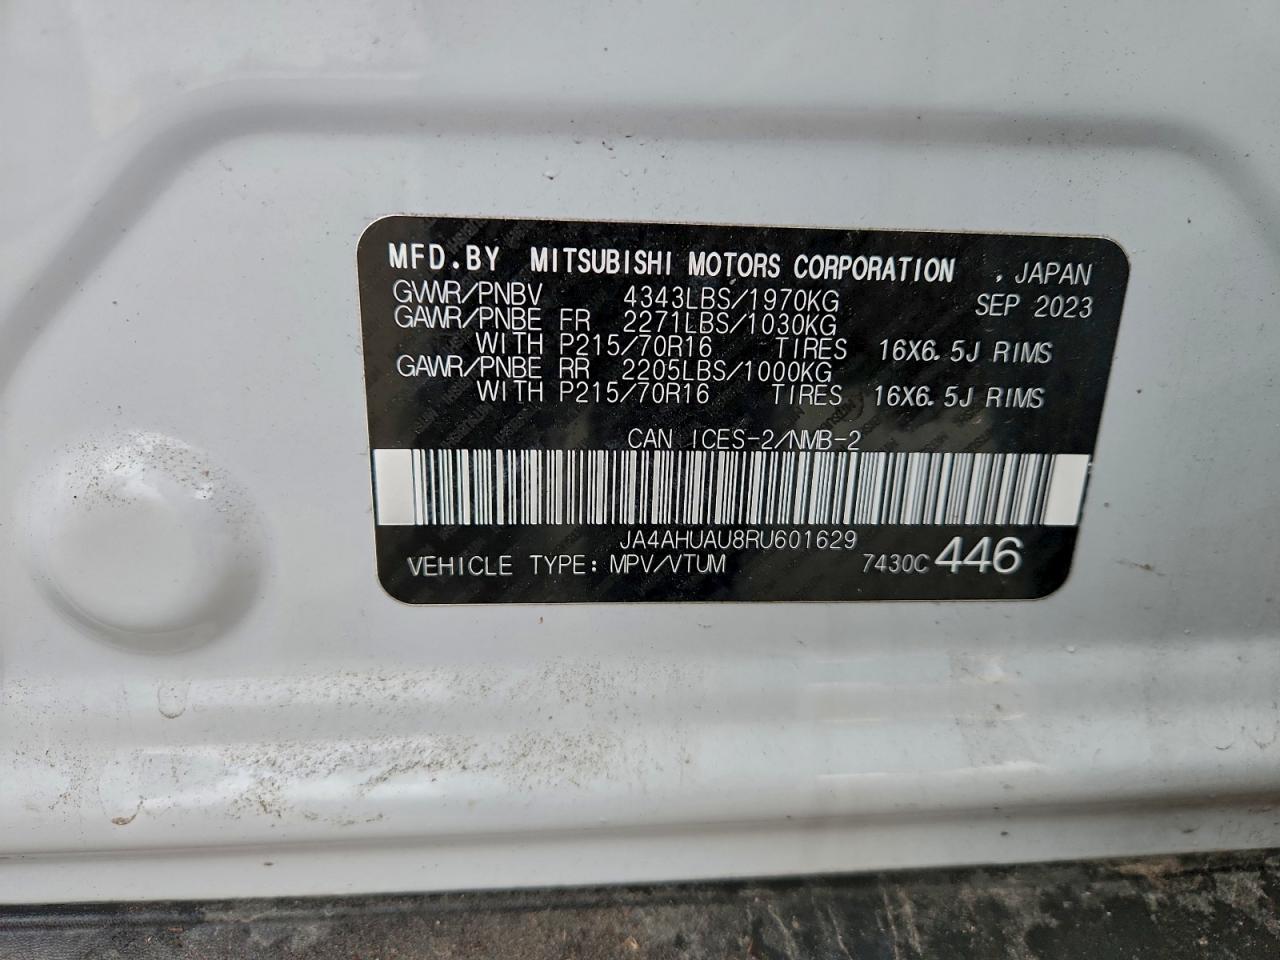 MFD.BY MITSUBISHI MOTORS CORPORATION , JAPAN
GVWR/PNBV 4343LBS/1970KG SEP 2023
GAWR/PNBE FR 2271LBS/1030KG
WITH P215/70R16 TIRES 16X6.5J RIMS
GAWR/PNBE RR 2205LBS/1000KG
WITH P215/70R16 TIRES 16X6.5J RIMS
CAN ICES-2/NMB-2
JA4AHUAU8RU601629
VEHICLE TYPE: MPV/VTUM 7430C 446